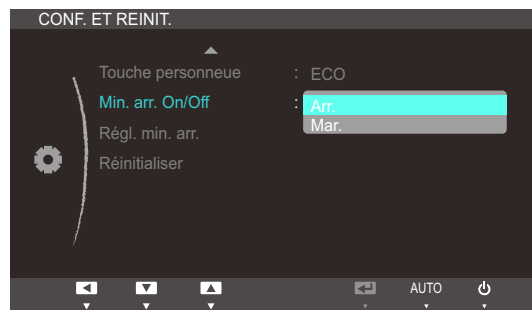 CONF. ET REINIT.
Touche personneue : ECO
Min. arr. On/Off : Arr.
Mar.
Régl. min. arr.
Réinitialiser
AUTO